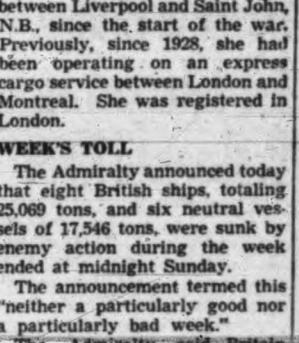 between Liverpool and Saint John,
N.B., since the start of the war.
Previously, since 1928, she had
been operating on an express
cargo service between London and
Montreal. She was registered in
London.
WEEK'S TOLL
The Admiralty announced today
that eight British ships, totaling
25,069 tons, and six neutral ves-
sels of 17,546 tons, were sunk by
enemy action during the week
ended at midnight Sunday.
The announcement termed this
"neither a particularly good nor
a particularly bad week."
The Admiralty said Britain